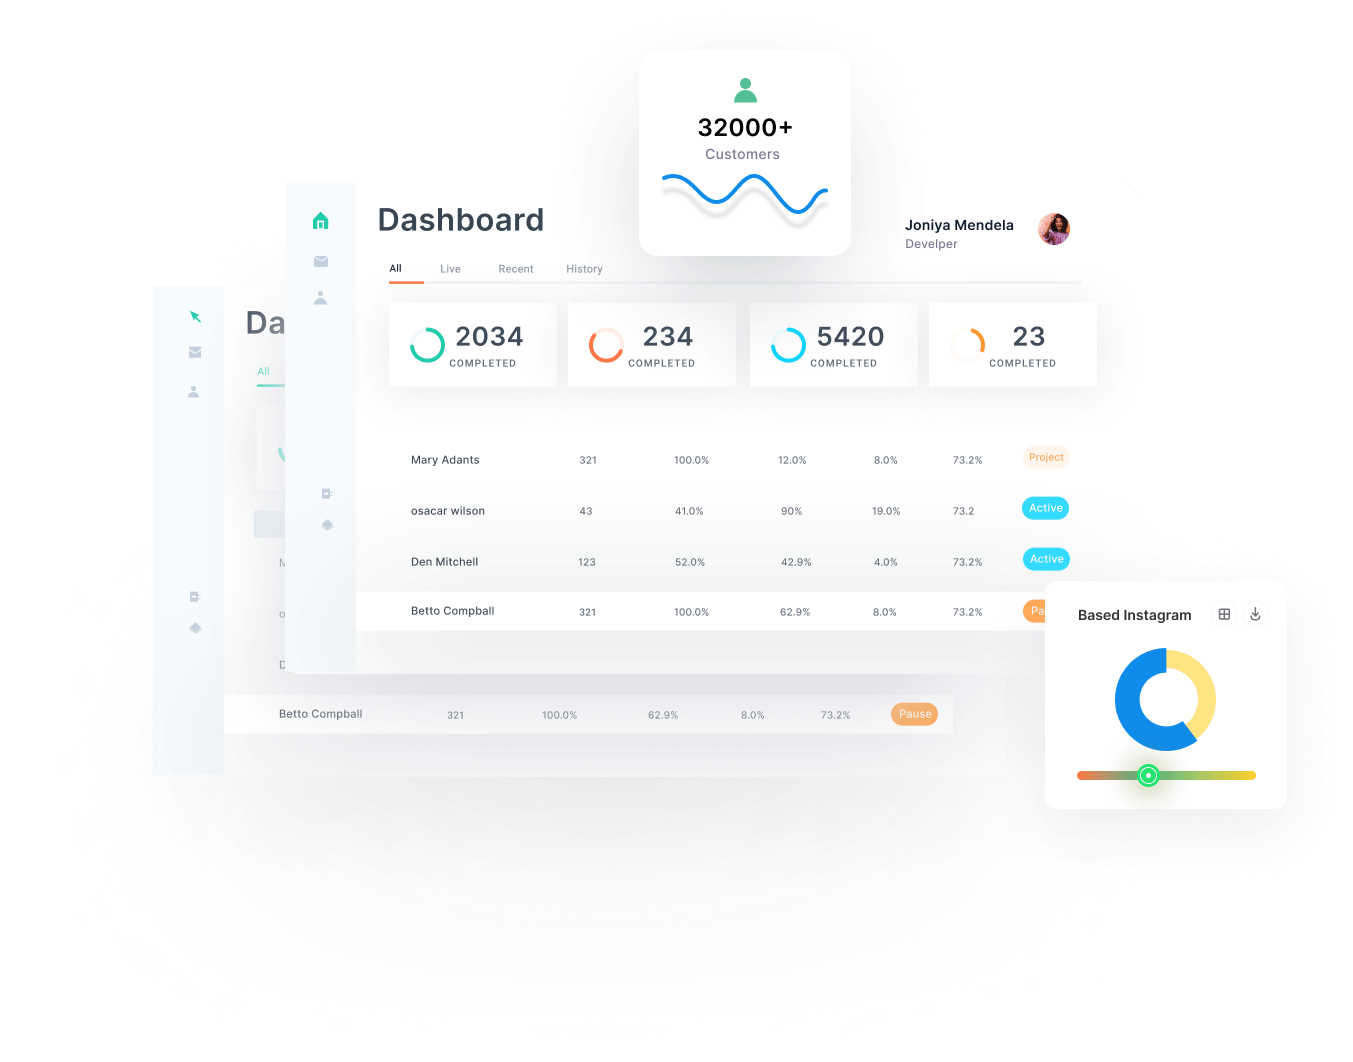 32000+
Customers
Dashboard
Joniya Mendela
Develper
All Live Recent History
2034 234 5420 23
COMPLETED COMPLETED COMPLETED COMPLETED
Mary Adants 321 100.0% 12.0% 8.0% 73.2% Project
osacar wilson 43 41.0% 90% 19.0% 73.2 Active
Den Mitchell 123 52.0% 42.9% 4.0% 73.2% Active
Betto Compball 321 100.0% 62.9% 8.0% 73.2% Pa
Based Instagram
Da
All
M
o
D
Betto Compball 321 100.0% 62.9% 8.0% 73.2% Pause